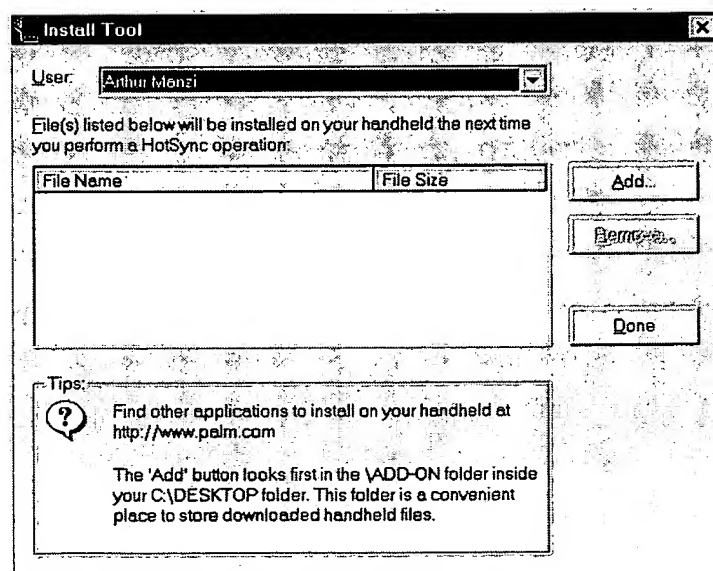 Install Tool
User: Arthur Manzi
File(s) listed below will be installed on your handheld the next time
you perform a HotSync operation:
File Name File Size
Add...
Remove...
Done
Tips:
Find other applications to install on your handheld at
http://www.palm.com
The 'Add' button looks first in the \ADD-ON folder inside
your C:\DESKTOP folder. This folder is a convenient
place to store downloaded handheld files.